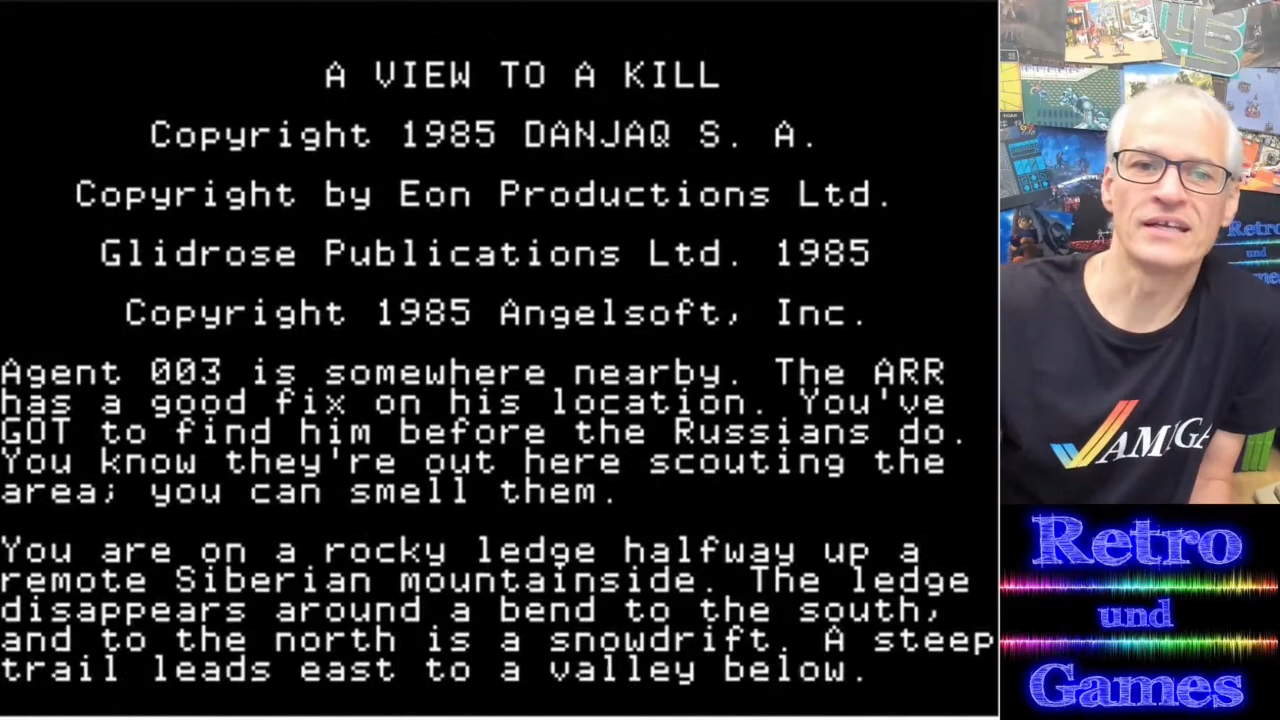 A VIEW TO A KILL
Copyright 1985 DANJAQ S. A.
Copyright by Eon Productions Ltd.
Glidrose Publications Ltd. 1985
Copyright 1985 Angelsoft, Inc.
Agent 003 is somewhere nearby. The ARR
has a good fix on his location. You've
GOT to find him before the Russians do.
You know they're out here scouting the
area; you can smell them.
You are on a rocky ledge halfway up a
remote Siberian mountainside. The ledge
disappears around a bend to the south,
and to the north is a snowdrift. A steep
trail leads east to a valley below.
Retro
und
AMIGA
Retro
und
Games